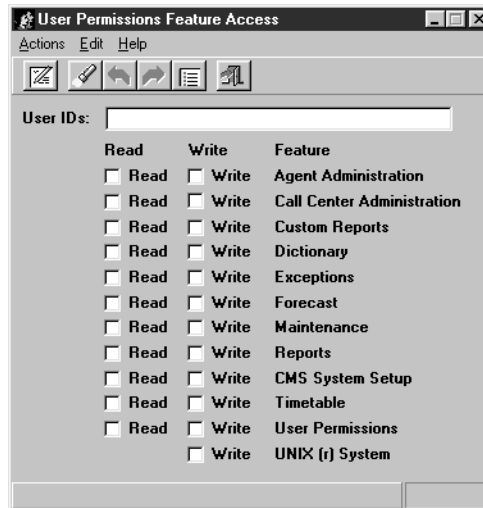 User Permissions Feature Access
Actions Edit Help
User IDs:
Read Write Feature
Read Write Agent Administration
Read Write Call Center Administration
Read Write Custom Reports
Read Write Dictionary
Read Write Exceptions
Read Write Forecast
Read Write Maintenance
Read Write Reports
Read Write CMS System Setup
Read Write Timetable
Read Write User Permissions
Write UNIX (r) System